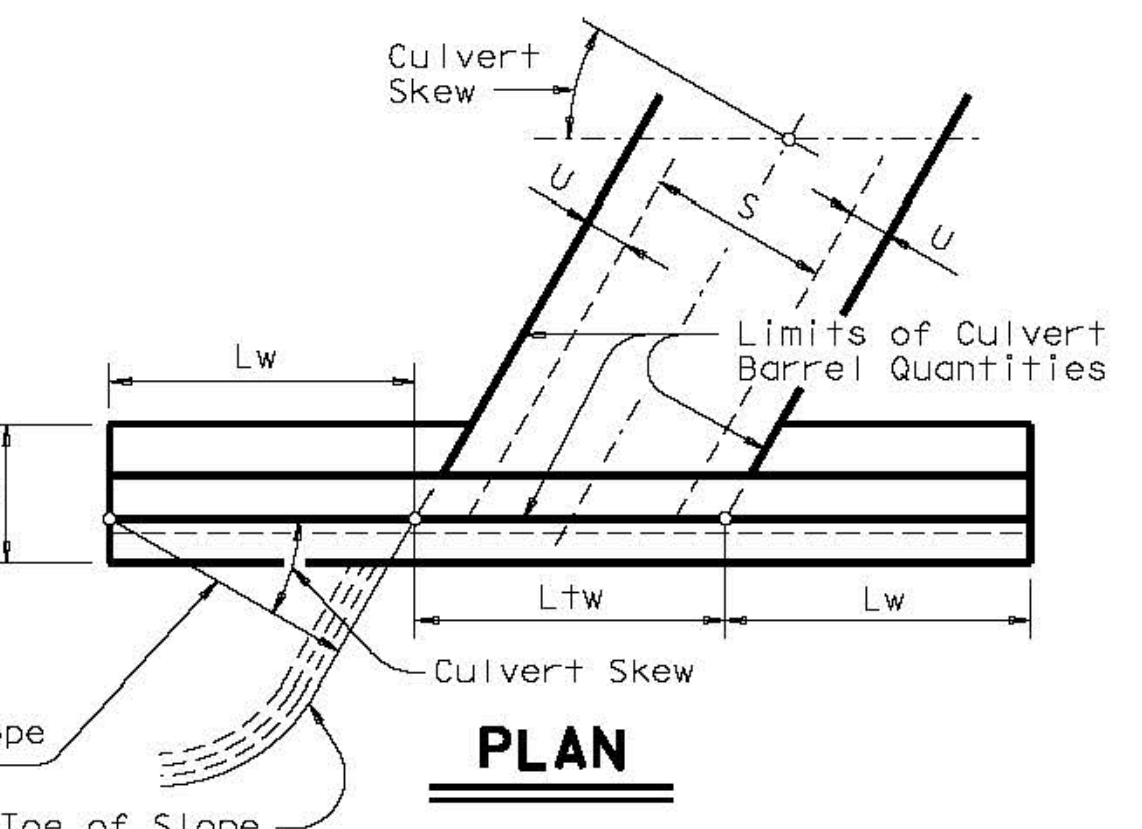 Culvert
Skew
U
S
U
Limits of Culvert
Barrel Quantities
Lw
Ltw
Lw
Culvert Skew
PLAN
Toe of Slope